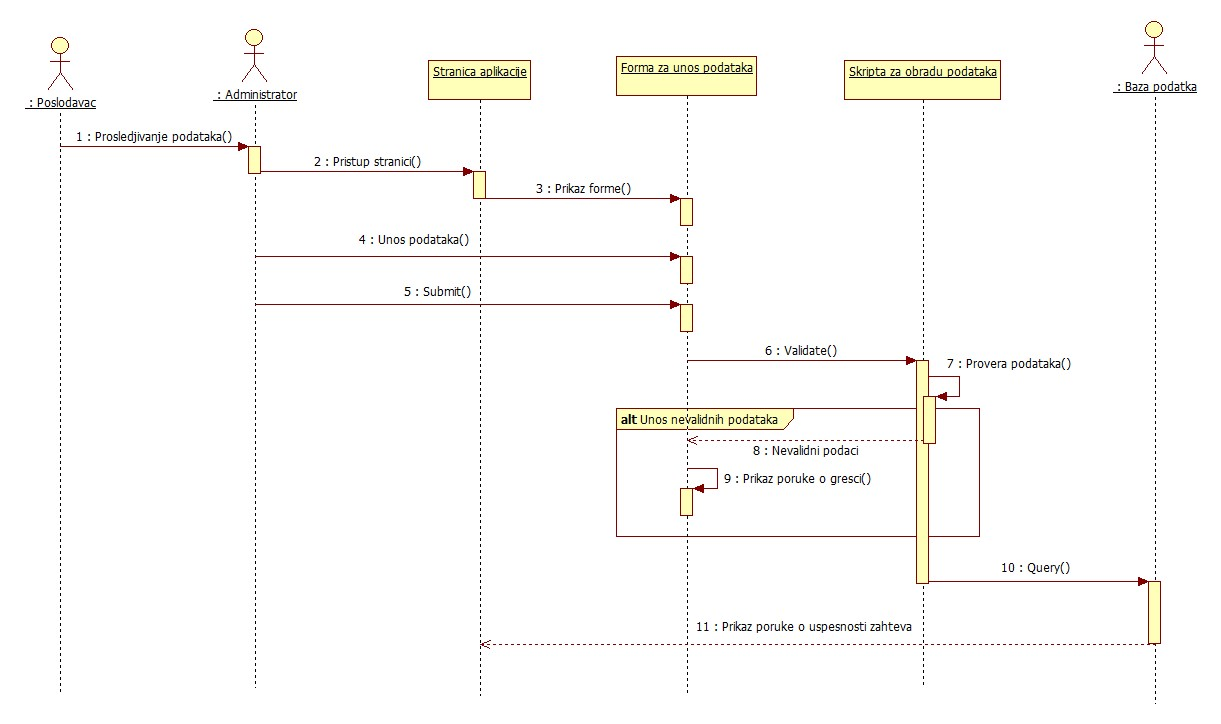 : Poslodavac
: Administrator
Stranica aplikacije
Forma za unos podataka
Skripta za obradu podataka
: Baza podatka
1 : Prosledjivanje podataka()
2 : Pristup stranici()
3 : Prikaz forme()
4 : Unos podataka()
5 : Submit()
6 : Validate()
7 : Provera podataka()
alt Unos nevalidnih podataka
8 : Nevalidni podaci
9 : Prikaz poruke o gresci()
10 : Query()
11 : Prikaz poruke o uspesnosti zahteva